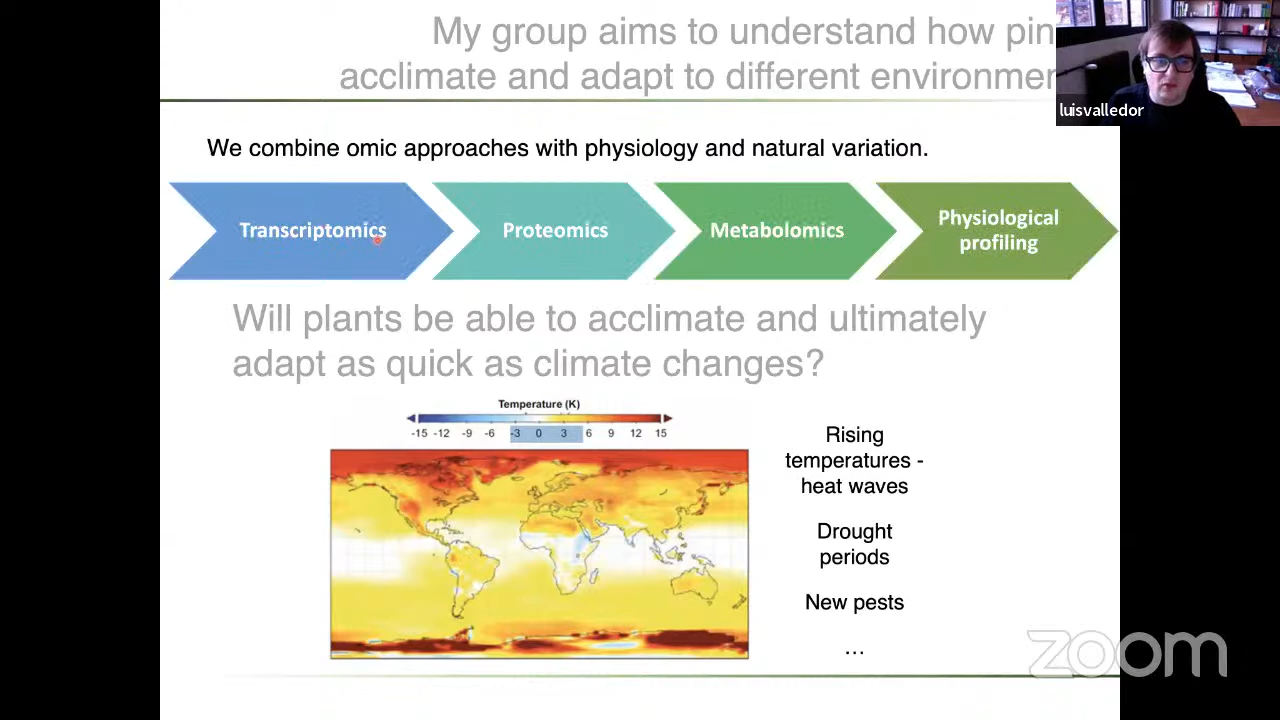 My group aims to understand how pin
acclimate and adapt to different environmen
luisvalledor
We combine omic approaches with physiology and natural variation.
Transcriptomics
Proteomics
Metabolomics
Physiological
profiling
Will plants be able to acclimate and ultimately
adapt as quick as climate changes?
Temperature (K)
-15 -12 -9 -6 -3 0 3 6 9 12 15
Rising
temperatures -
heat waves
Drought
periods
New pests
...
zoom